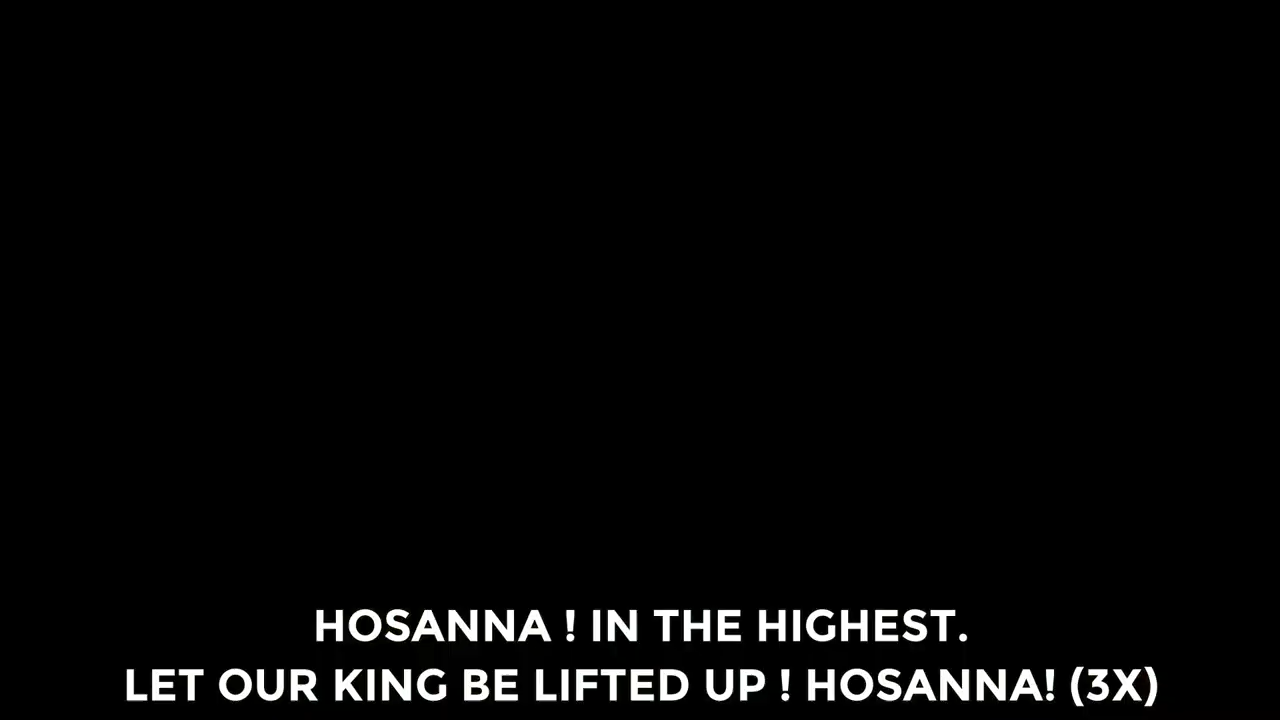 HOSANNA ! IN THE HIGHEST.
LET OUR KING BE LIFTED UP ! HOSANNA! (3X)